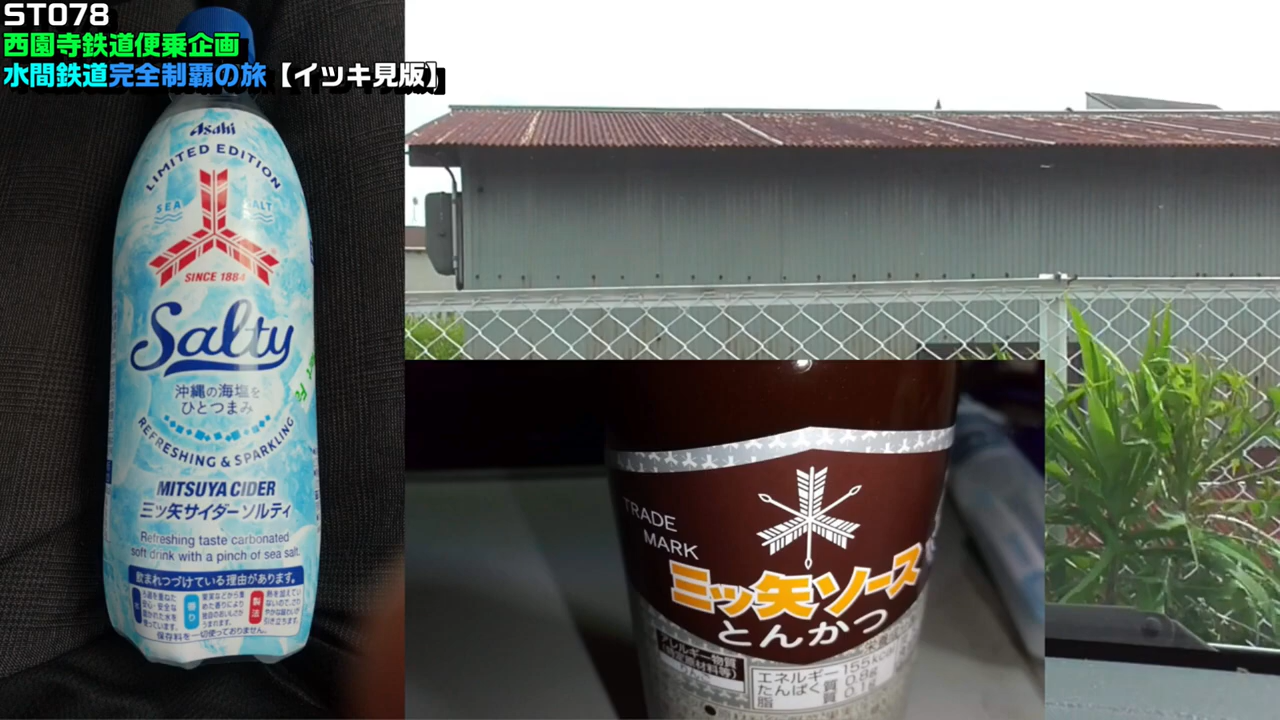 ST078
西園寺鉄道便乗企画
水間鉄道完全制覇の旅【イツキ見版】
Asahi
LIMITED EDITION
SEA SALT
SINCE 1884
Salty
沖縄の海塩を
ひとつまみ
REFRESHING & SPARKLING
MITSUYA CIDER
三ツ矢サイダーソルティ
Refreshing taste carbonated
soft drink with a pinch of sea salt.
飲まれつづけている理由があります。
保存料を一切使っておりません。
TRADE
MARK
三ツ矢ソース
とんかつ
エネルギー 155kcal
たんぱく質 0.8g
脂質 0.1g